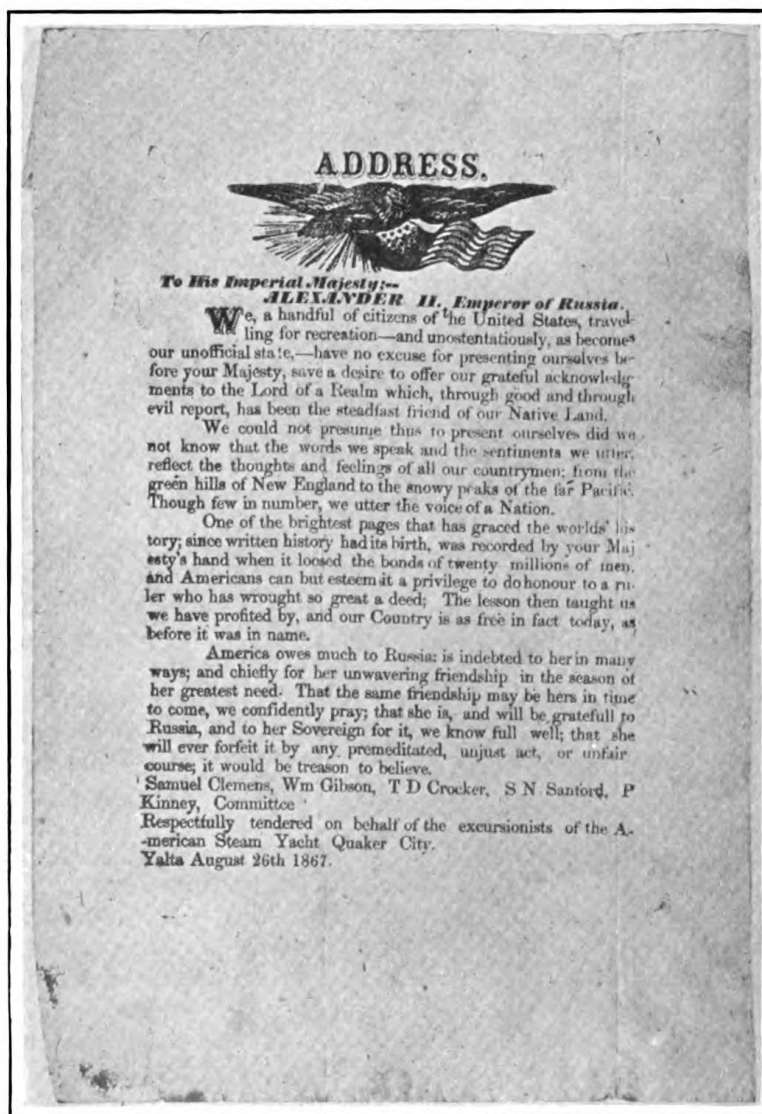 ADDRESS.
To His Imperial Majesty:--
ALEXANDER II. Emperor of Russia.
We, a handful of citizens of the United States, travel-
ling for recreation—and unostentatiously, as becomes
our unofficial state,—have no excuse for presenting ourselves be-
fore your Majesty, save a desire to offer our grateful acknowledg-
ments to the Lord of a Realm which, through good and through
evil report, has been the steadfast friend of our Native Land.
We could not presume thus to present ourselves did we
not know that the words we speak and the sentiments we utter,
reflect the thoughts and feelings of all our countrymen; from the
green hills of New England to the snowy peaks of the far Pacific.
Though few in number, we utter the voice of a Nation.
One of the brightest pages that has graced the worlds' his
tory; since written history had its birth, was recorded by your Maj
esty's hand when it loosed the bonds of twenty millions of men,
and Americans can but esteem it a privilege to do honour to a ru-
ler who has wrought so great a deed; The lesson then taught us
we have profited by, and our Country is as free in fact today, as
before it was in name.
America owes much to Russia: is indebted to her in many
ways; and chiefly for her unwavering friendship in the season of
her greatest need. That the same friendship may be hers in time
to come, we confidently pray; that she is, and will be gratefull to
Russia, and to her Sovereign for it, we know full well; that she
will ever forfeit it by any premeditated, unjust act, or unfair
course; it would be treason to believe.
Samuel Clemens, Wm Gibson, T D Crocker, S N Sanford, P
Kinney, Committee
Respectfully tendered on behalf of the excursionists of the A-
-merican Steam Yacht Quaker City.
Yalta August 26th 1867.